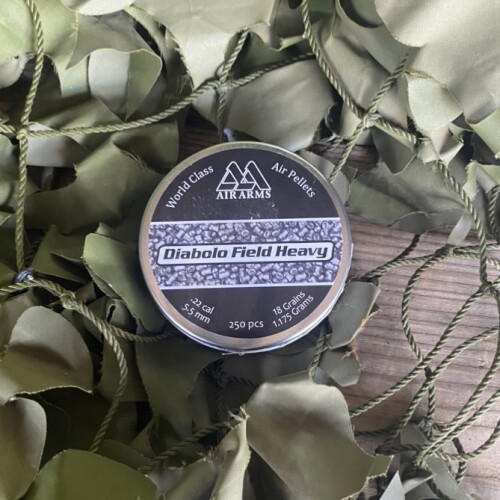 World Class
Air Pellets
AIR ARMS
Diabolo Field Heavy
.22 Cal
5.5 mm
250 pcs
18 Grains
1,175 Grams